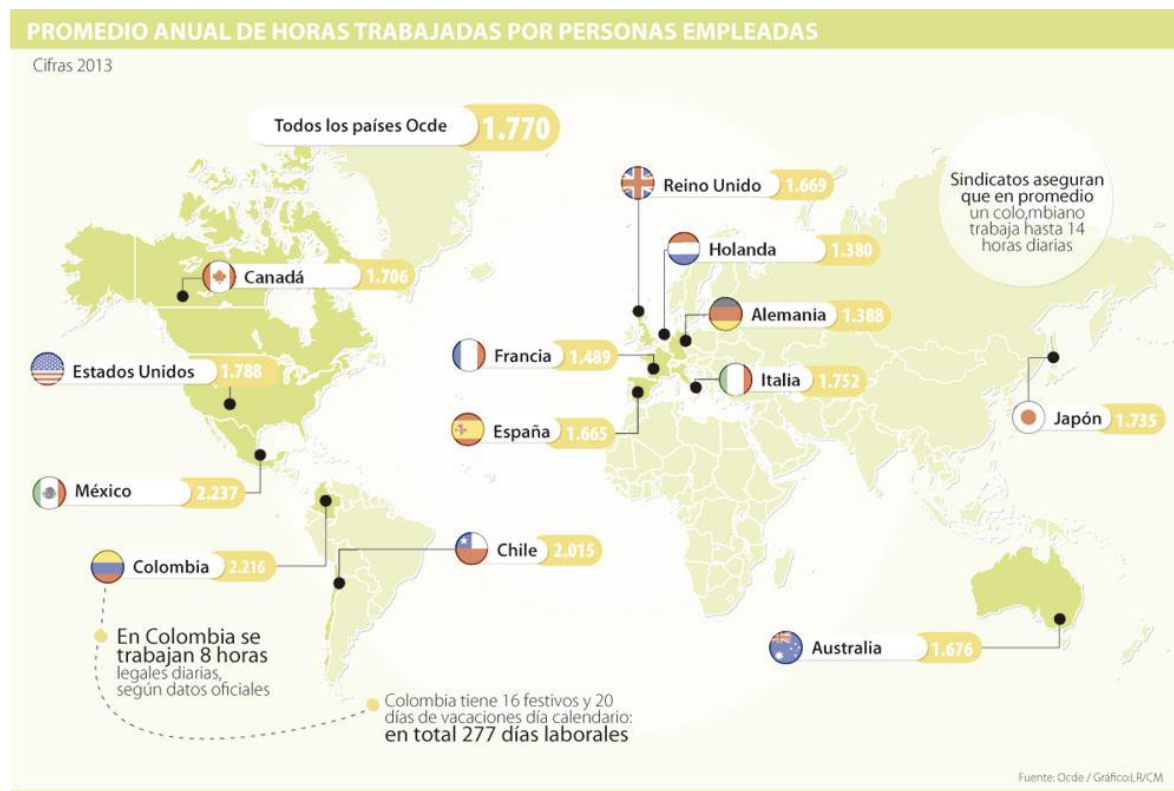 PROMEDIO ANUAL DE HORAS TRABAJADAS POR PERSONAS EMPLEADAS
Cifras 2013
Todos los países Ocde 1.770
Reino Unido 1.669
Sindicatos aseguran
que en promedio
un colo,mbiano
trabaja hasta 14
horas diarias
Holanda 1.380
Canadá 1.706
Alemania 1.388
Francia 1.489
Estados Unidos 1.788
Italia 1.752
Japón 1.735
España 1.665
México 2.237
Chile 2.015
Colombia 2.216
Australia 1.676
En Colombia se
trabajan 8 horas
legales diarias,
según datos oficiales
Colombia tiene 16 festivos y 20
días de vacaciones día calendario:
en total 277 días laborales
Fuente: Ocde / Gráfico:LR/CM